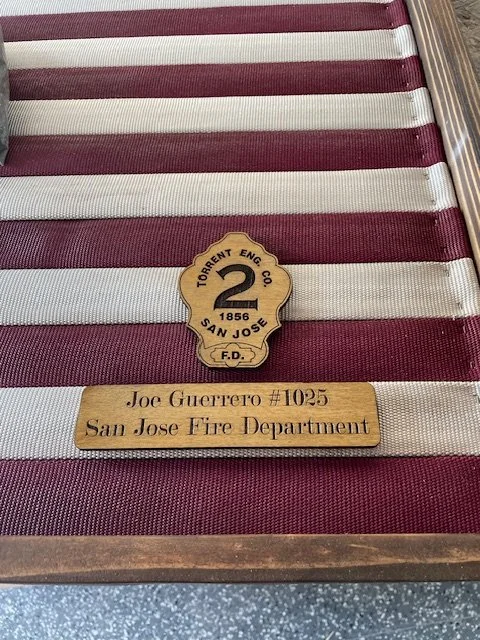 TORRENT ENG. CO.
2
1856
SAN JOSE
F.D.
Joe Guerrero #1025
San Jose Fire Department